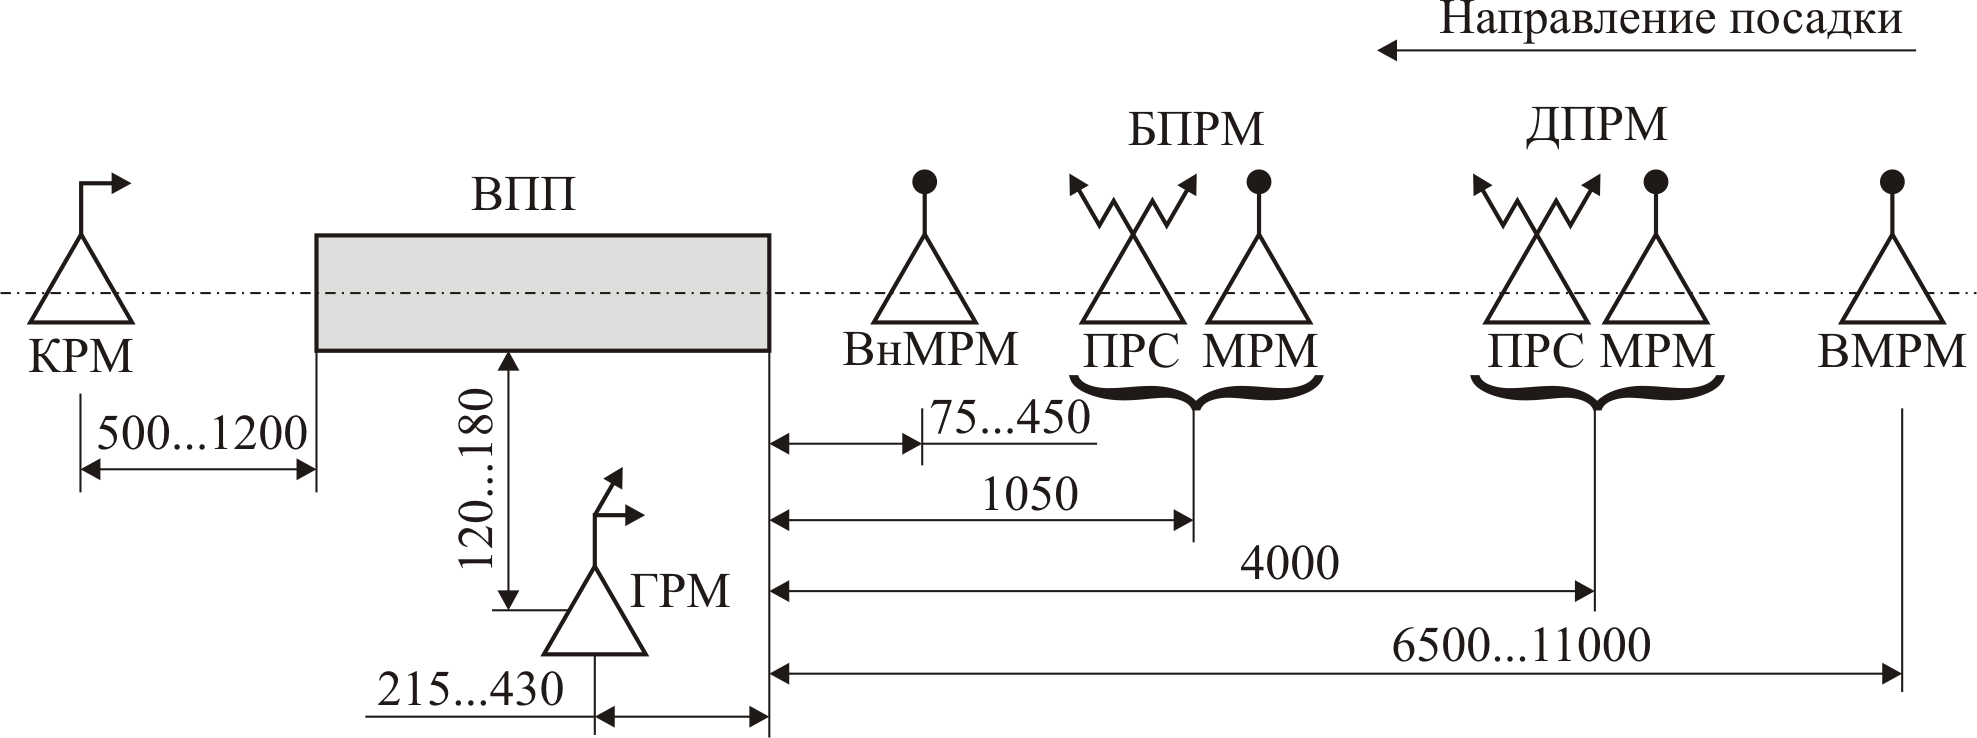 Направление посадки
БПРМ
ДПРМ
ВПП
КРМ
ВнМРМ
ПРС
МРМ
ПРС
МРМ
ВМРМ
500...1200
120...180
75...450
1050
4000
ГРМ
6500...11000
215...430